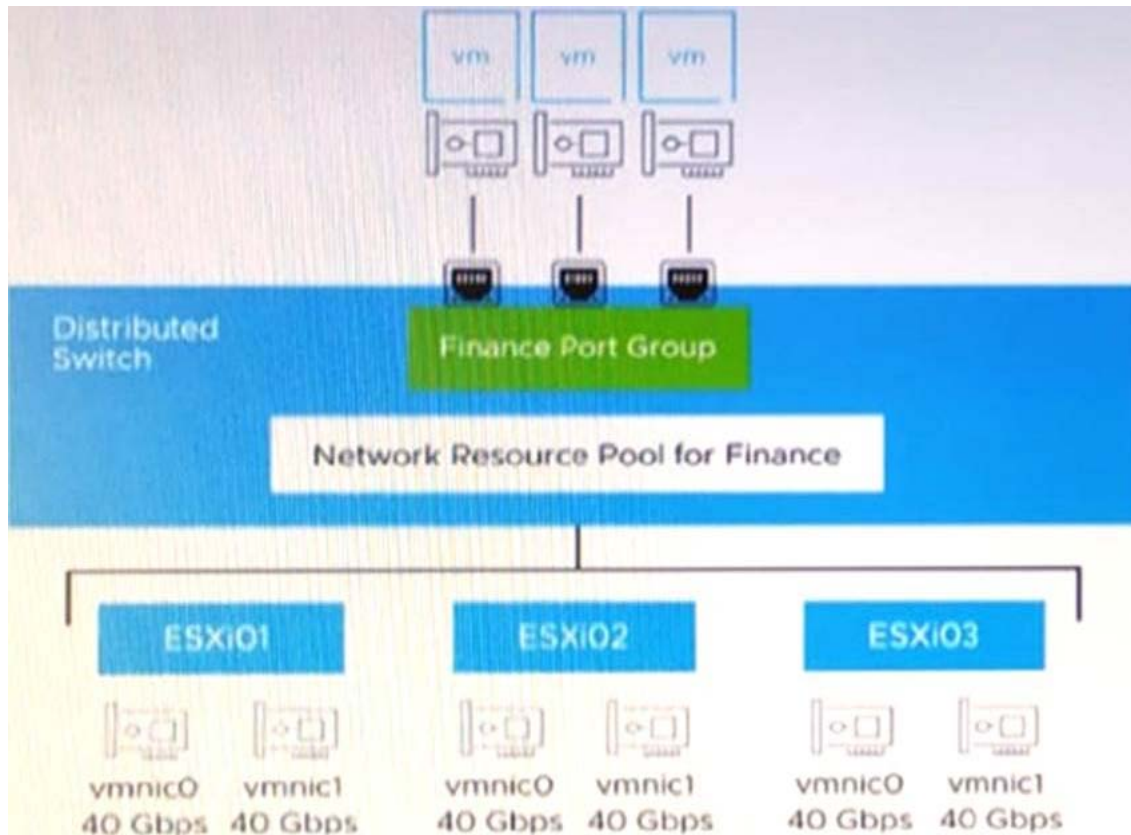 vm vm vm
Distributed
Switch
Finance Port Group
Network Resource Pool for Finance
ESXi01 ESXi02 ESXi03
vmnic0 vmnic1 vmnic0 vmnic1 vmnic0 vmnic1
40 Gbps 40 Gbps 40 Gbps 40 Gbps 40 Gbps 40 Gbps